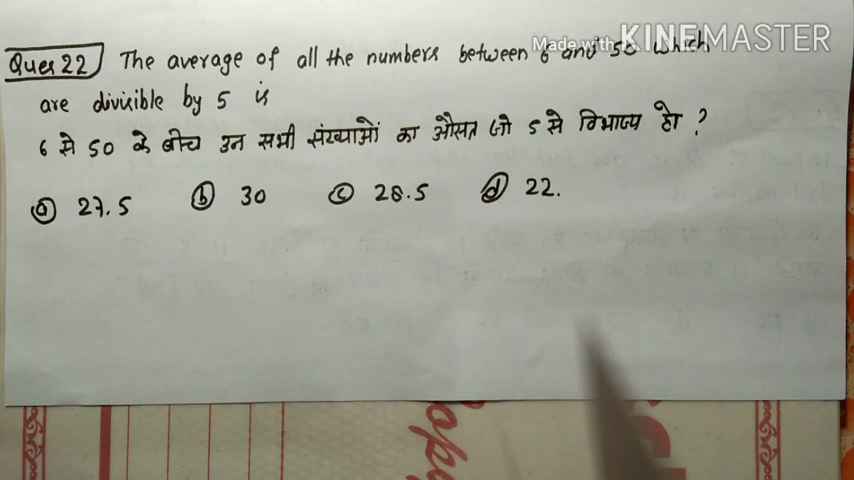 Made with KINEMASTER
Ques 22 The average of all the numbers between 6 and 50 which
are divisible by 5 is
6 से 50 के बीच उन सभी संख्याओं का औसत जो 5 से विभाज्य हो ?
(a) 27.5 (b) 30 (c) 28.5 (d) 22.